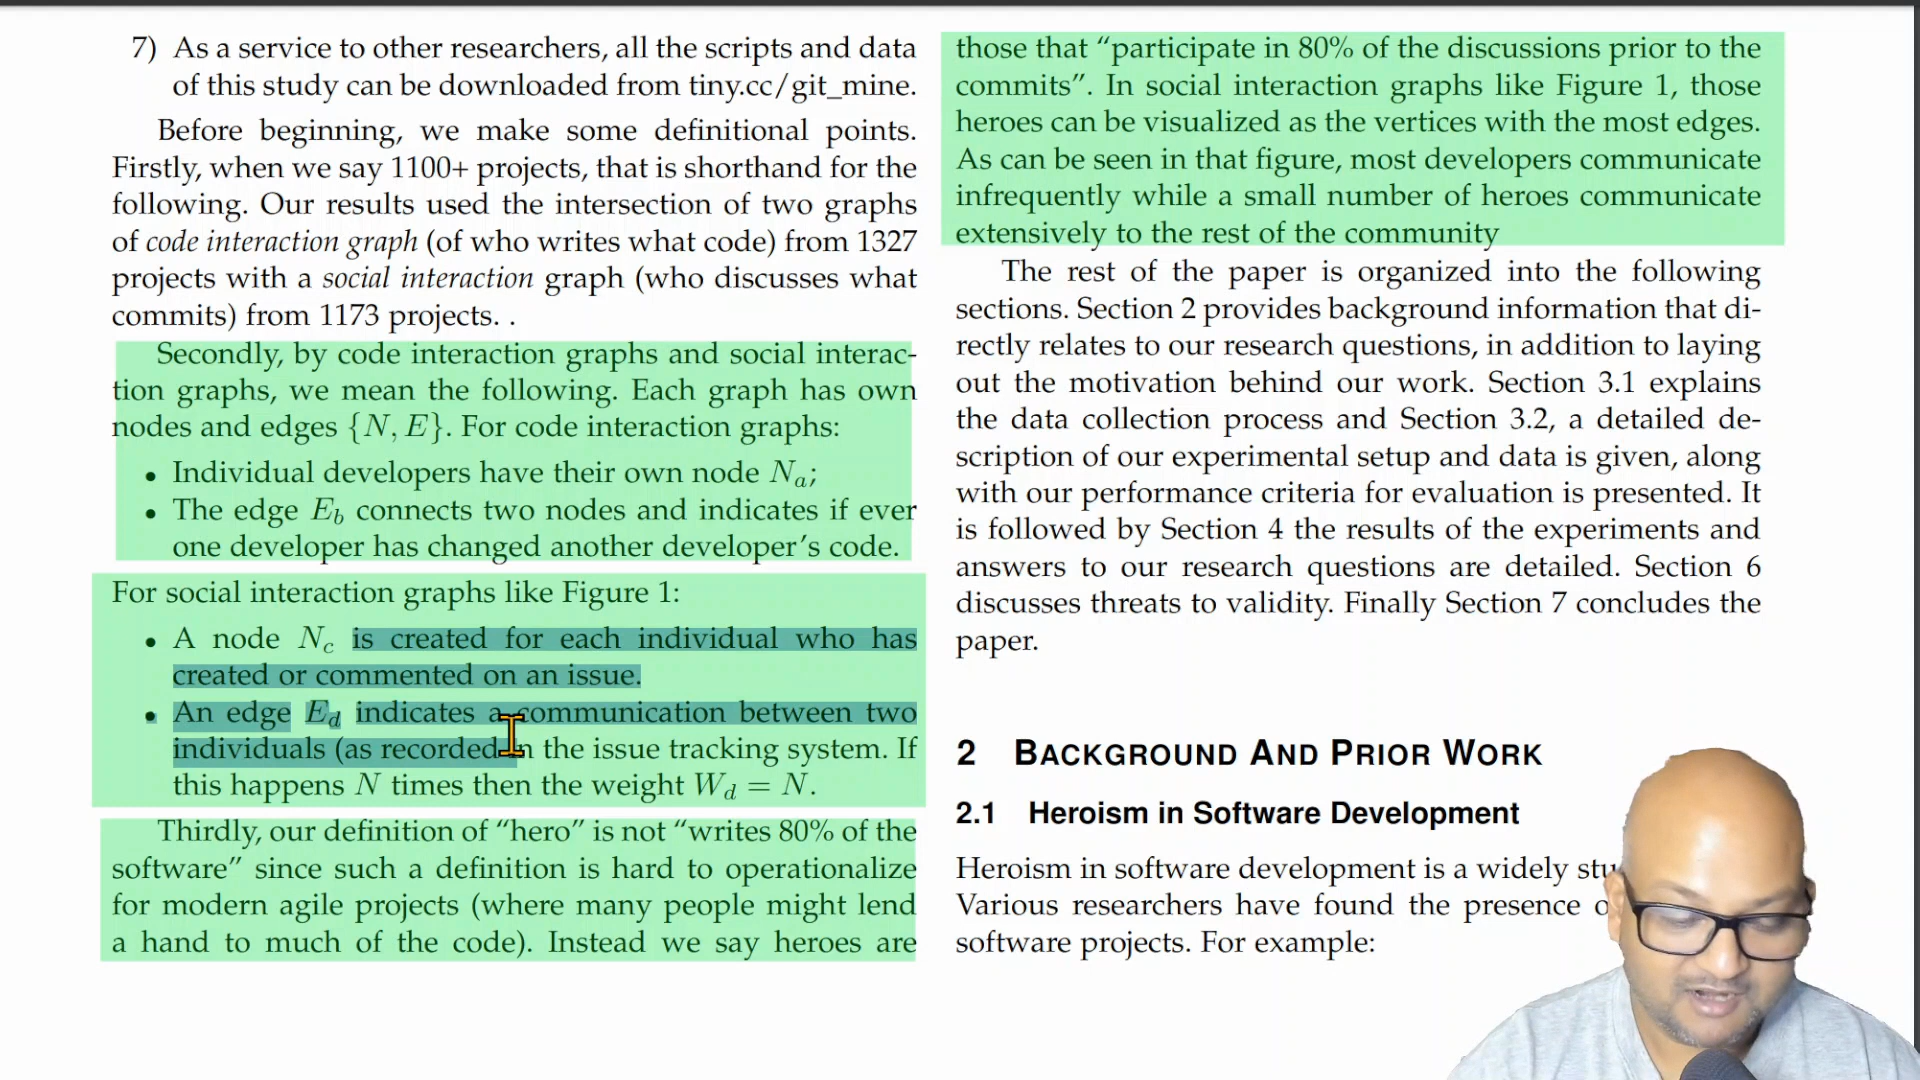 7) As a service to other researchers, all the scripts and data
of this study can be downloaded from tiny.cc/git_mine.
Before beginning, we make some definitional points.
Firstly, when we say 1100+ projects, that is shorthand for the
following. Our results used the intersection of two graphs
of code interaction graph (of who writes what code) from 1327
projects with a social interaction graph (who discusses what
commits) from 1173 projects. .
Secondly, by code interaction graphs and social interac-
tion graphs, we mean the following. Each graph has own
nodes and edges {N, E}. For code interaction graphs:
• Individual developers have their own node Nₐ;
• The edge E_b connects two nodes and indicates if ever
one developer has changed another developer's code.
For social interaction graphs like Figure 1:
• A node N_c is created for each individual who has
created or commented on an issue.
• An edge E_d indicates a communication between two
individuals (as recorded in the issue tracking system. If
this happens N times then the weight W_d = N.
Thirdly, our definition of "hero" is not "writes 80% of the
software" since such a definition is hard to operationalize
for modern agile projects (where many people might lend
a hand to much of the code). Instead we say heroes are
those that "participate in 80% of the discussions prior to the
commits". In social interaction graphs like Figure 1, those
heroes can be visualized as the vertices with the most edges.
As can be seen in that figure, most developers communicate
infrequently while a small number of heroes communicate
extensively to the rest of the community
The rest of the paper is organized into the following
sections. Section 2 provides background information that di-
rectly relates to our research questions, in addition to laying
out the motivation behind our work. Section 3.1 explains
the data collection process and Section 3.2, a detailed de-
scription of our experimental setup and data is given, along
with our performance criteria for evaluation is presented. It
is followed by Section 4 the results of the experiments and
answers to our research questions are detailed. Section 6
discusses threats to validity. Finally Section 7 concludes the
paper.
2 BACKGROUND AND PRIOR WORK
2.1 Heroism in Software Development
Heroism in software development is a widely
Various researchers have found the presence
software projects. For example: